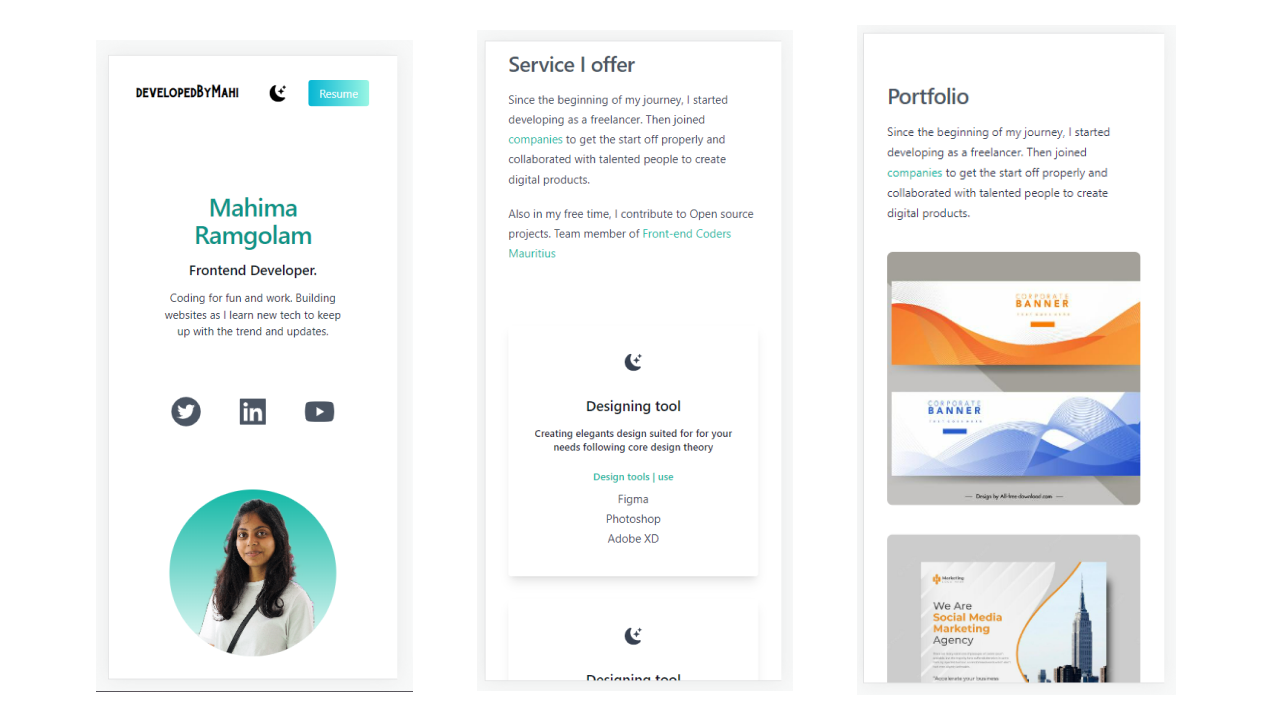 DEVELOPEDBYMAHI
Resume
Mahima
Ramgolam
Frontend Developer.
Coding for fun and work. Building
websites as I learn new tech to keep
up with the trend and updates.
in
Service I offer
Since the beginning of my journey, I started
developing as a freelancer. Then joined
companies to get the start off properly and
collaborated with talented people to create
digital products.
Also in my free time, I contribute to Open source
projects. Team member of Front-end Coders
Mauritius
Designing tool
Creating elegants design suited for for your
needs following core design theory
Design tools I use
Figma
Photoshop
Adobe XD
Designing tool
Portfolio
Since the beginning of my journey, I started
developing as a freelancer. Then joined
companies to get the start off properly and
collaborated with talented people to create
digital products.
CORPORATE
BANNER
CORPORATE
BANNER
Design by All-free-download.com
Marketing
We Are
Social Media
Marketing
Agency
"Accelerate your business